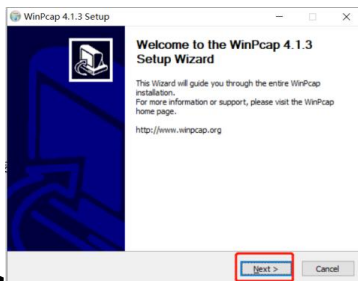 WinPcap 4.1.3 Setup
Welcome to the WinPcap 4.1.3
Setup Wizard
This Wizard will guide you through the entire WinPcap
installation.
For more information or support, please visit the WinPcap
home page.
http://www.winpcap.org
Next >
Cancel